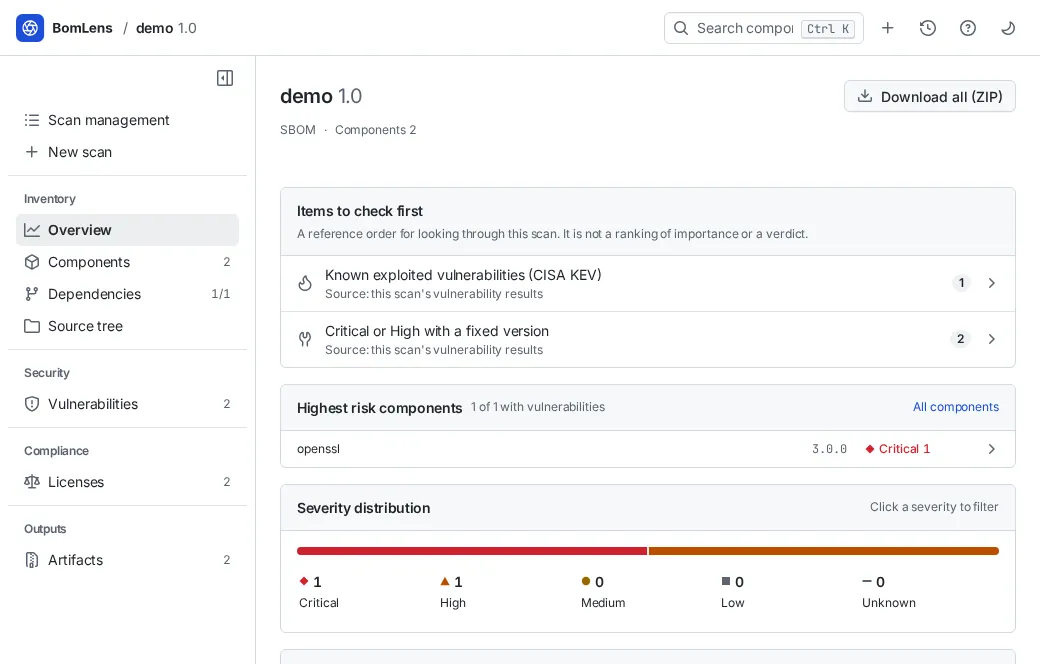 BomLens / demo 1.0
Search compor Ctrl K
demo 1.0
Download all (ZIP)
SBOM · Components 2
Scan management
New scan
Inventory
Overview
Components 2
Dependencies 1/1
Source tree
Security
Vulnerabilities 2
Compliance
Licenses 2
Outputs
Artifacts 2
Items to check first
A reference order for looking through this scan. It is not a ranking of importance or a verdict.
Known exploited vulnerabilities (CISA KEV)
Source: this scan's vulnerability results
1
Critical or High with a fixed version
Source: this scan's vulnerability results
2
Highest risk components 1 of 1 with vulnerabilities All components
openssl 3.0.0 Critical 1
Severity distribution Click a severity to filter
1 1 0 0 0
Critical High Medium Low Unknown